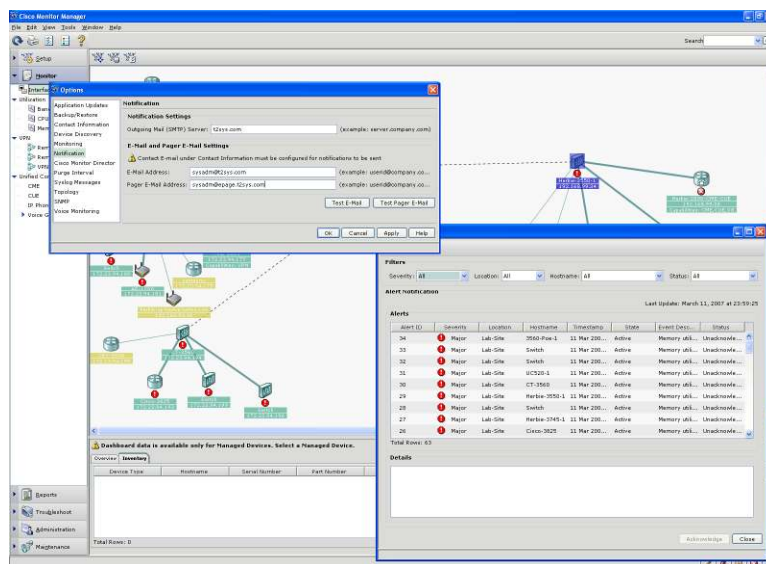 Cisco Monitor Manager
File Edit View Tools Window Help
Search
Setup
Monitor
Options
Application Updates
Backup/Restore
Contact Information
Device Discovery
Monitoring
Notification
Cisco Monitor Director
Purge Interval
Syslog Messages
Topology
SNMP
Voice Monitoring
Notification
Notification Settings
Outgoing Mail (SMTP) Server: t2sys.com (example: server.company.com)
E-Mail and Pager E-Mail Settings
Contact E-mail under Contact Information must be configured for notifications to be sent
E-Mail Address: sysadm@t2sys.com (example: userid@company.co...
Pager E-Mail Address: sysadm@epage.t2sys.com (example: userid@company.co...
Test E-Mail Test Pager E-Mail
OK Cancel Apply Help
Utilization
VPN
CME
CUE
Filters
Severity: All Location: All Hostname: All Status: All
Alert Notification
Last Update: March 11, 2007 at 23:59:25
Alerts
Alert ID Severity Location Hostname Timestamp State Event Desc... Status
34 Major Lab-Site 3560-Poe-1 11 Mar 200... Active Memory utili... Unacknowle...
33 Major Lab-Site Switch 11 Mar 200... Active Memory utili... Unacknowle...
32 Major Lab-Site Switch 11 Mar 200... Active Memory utili... Unacknowle...
31 Major Lab-Site UC520-1 11 Mar 200... Active Memory utili... Unacknowle...
30 Major Lab-Site CT-3560 11 Mar 200... Active Memory utili... Unacknowle...
29 Major Lab-Site Herbie-3550-1 11 Mar 200... Active Memory utili... Unacknowle...
28 Major Lab-Site Switch 11 Mar 200... Active Memory utili... Unacknowle...
27 Major Lab-Site Herbie-3745-1 11 Mar 200... Active Memory utili... Unacknowle...
26 Major Lab-Site Cisco-3825 11 Mar 200... Active Memory utili... Unacknowle...
Total Rows: 63
Details
Acknowledge Close
Dashboard data is available only for Managed Devices. Select a Managed Device.
Overview Inventory
Device Type Hostname Serial Number Part Number
Total Rows: 0
Reports
Troubleshoot
Administration
Maintenance